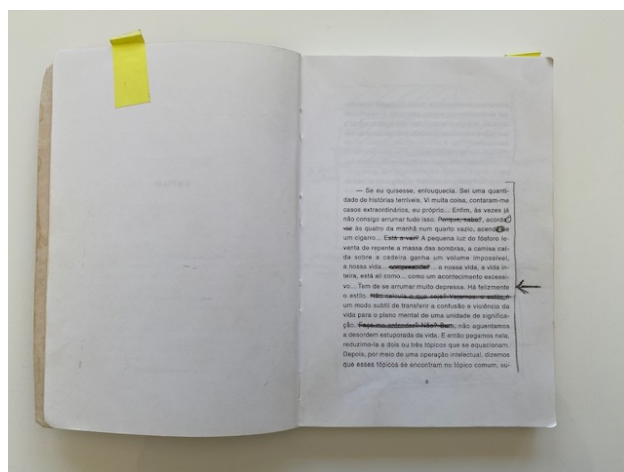 — Se eu quisesse, enlouquecia. Sei uma quanti-
dade de histórias terríveis. Vi muita coisa, contaram-me
casos extraordinários, eu próprio... Enfim, às vezes já
não consigo arrumar tudo isso. Porque, sabe?, acorda-
se às quatro da manhã num quarto vazio, acende-se
um cigarro... Está a ver? A pequena luz do fósforo le-
vanta de repente a massa das sombras, a camisa caí-
da sobre a cadeira ganha um volume impossível,
a nossa vida... compreende?... a nossa vida, a vida in-
teira, está ali como... como um acontecimento excessi-
vo... Tem de se arrumar muito depressa. Há felizmente
o estilo. Não calcula o que seja? Vejamos: o estilo é
um modo subtil de transferir a confusão e violência da
vida para o plano mental de uma unidade de significa-
ção. Faço-me entender? Não? Bem, não aguentamos
a desordem estuporada da vida. E então pegamos nela,
reduzimo-la a dois ou três tópicos que se equacionam.
Depois, por meio de uma operação intelectual, dizemos
que esses tópicos se encontram no tópico comum, su-